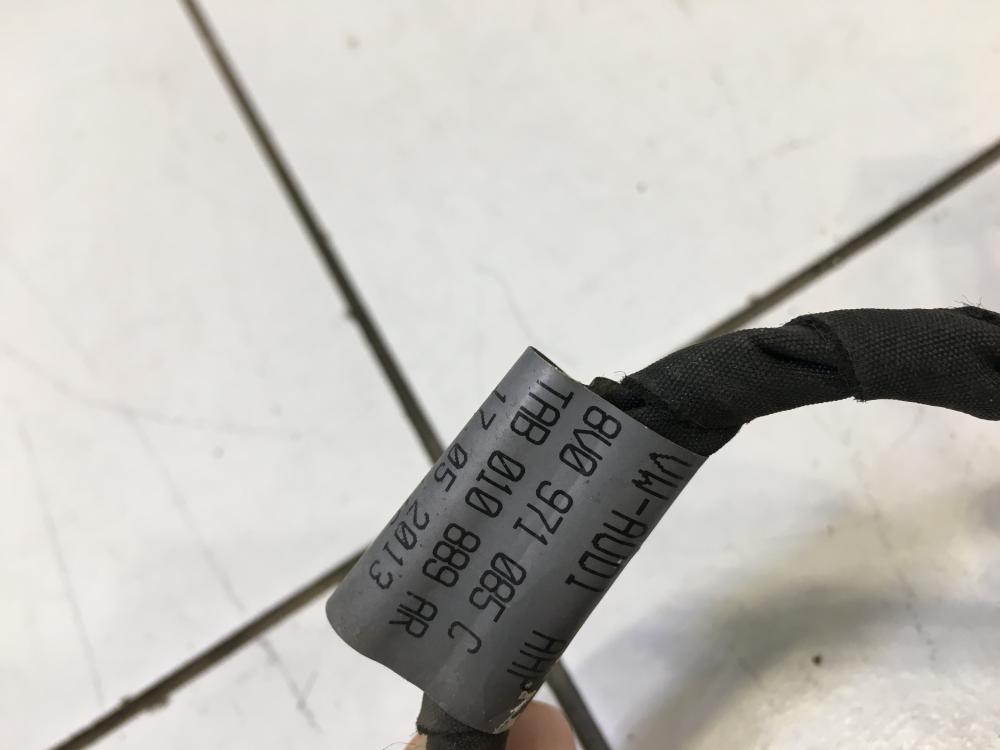 VW-AUDI
8V0 971 085 C
TAB 010 889 AR
17 05 2013